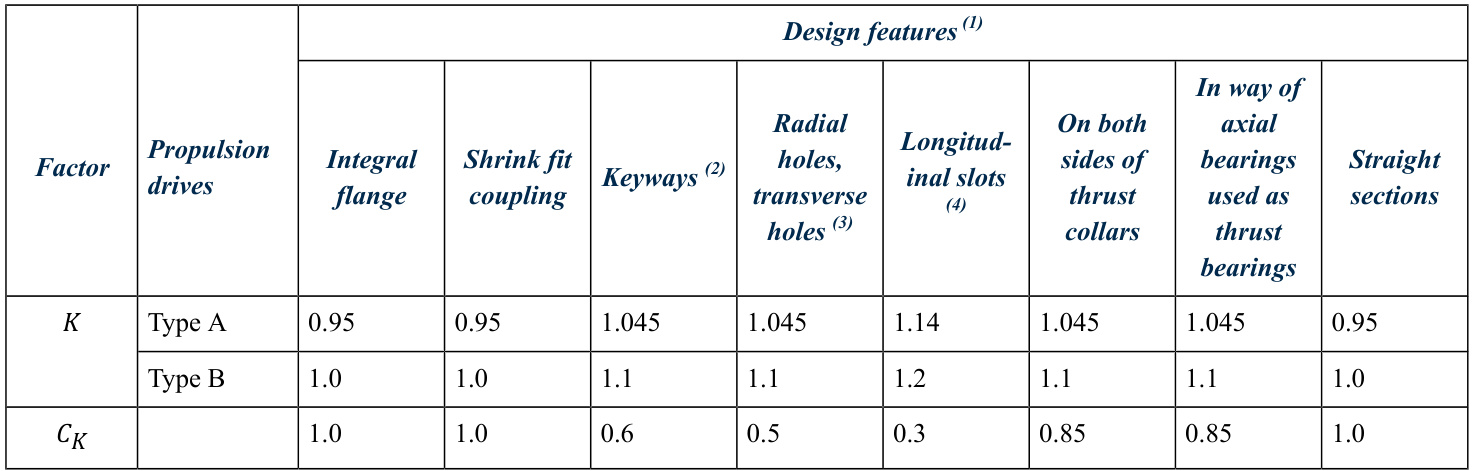 Factor
Propulsion
drives
Design features (1)
Integral
flange
Shrink fit
coupling
Keyways (2)
Radial
holes,
transverse
holes (3)
Longitud-
inal slots
(4)
On both
sides of
thrust
collars
In way of
axial
bearings
used as
thrust
bearings
Straight
sections
K Type A 0.95 0.95 1.045 1.045 1.14 1.045 1.045 0.95
Type B 1.0 1.0 1.1 1.1 1.2 1.1 1.1 1.0
C_K 1.0 1.0 0.6 0.5 0.3 0.85 0.85 1.0